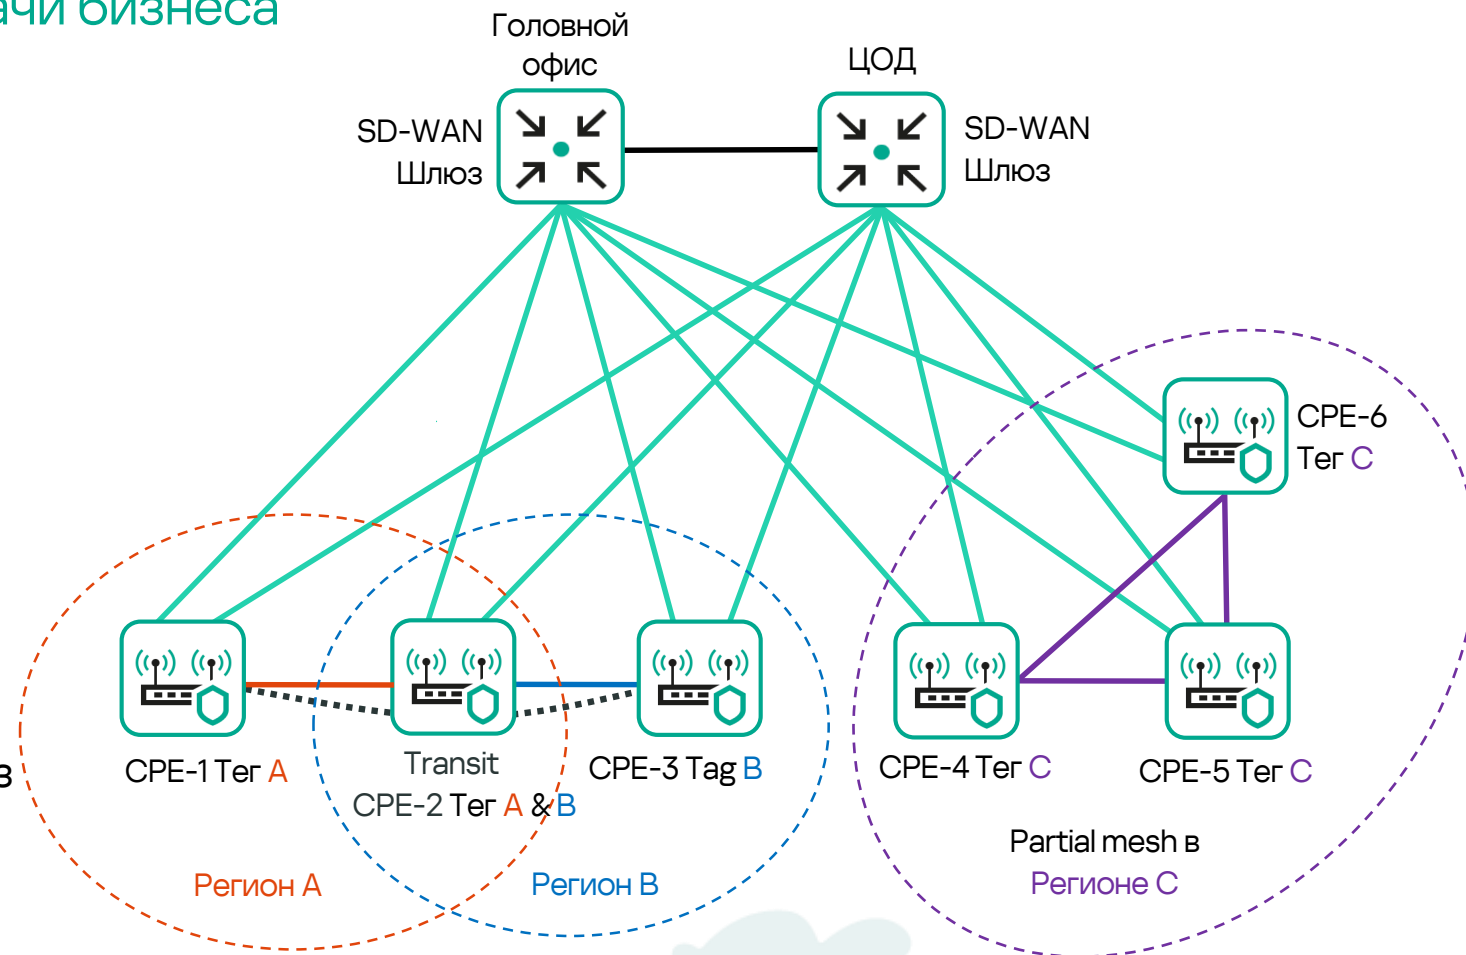 ачи бизнеса
Головной
офис
ЦОД
SD-WAN
Шлюз
SD-WAN
Шлюз
CPE-6
Тег C
CPE-1 Тег A
Transit
CPE-2 Тег A & B
CPE-3 Tag B
CPE-4 Тег C
CPE-5 Тег C
з
Partial mesh в
Регионе C
Регион A
Регион B